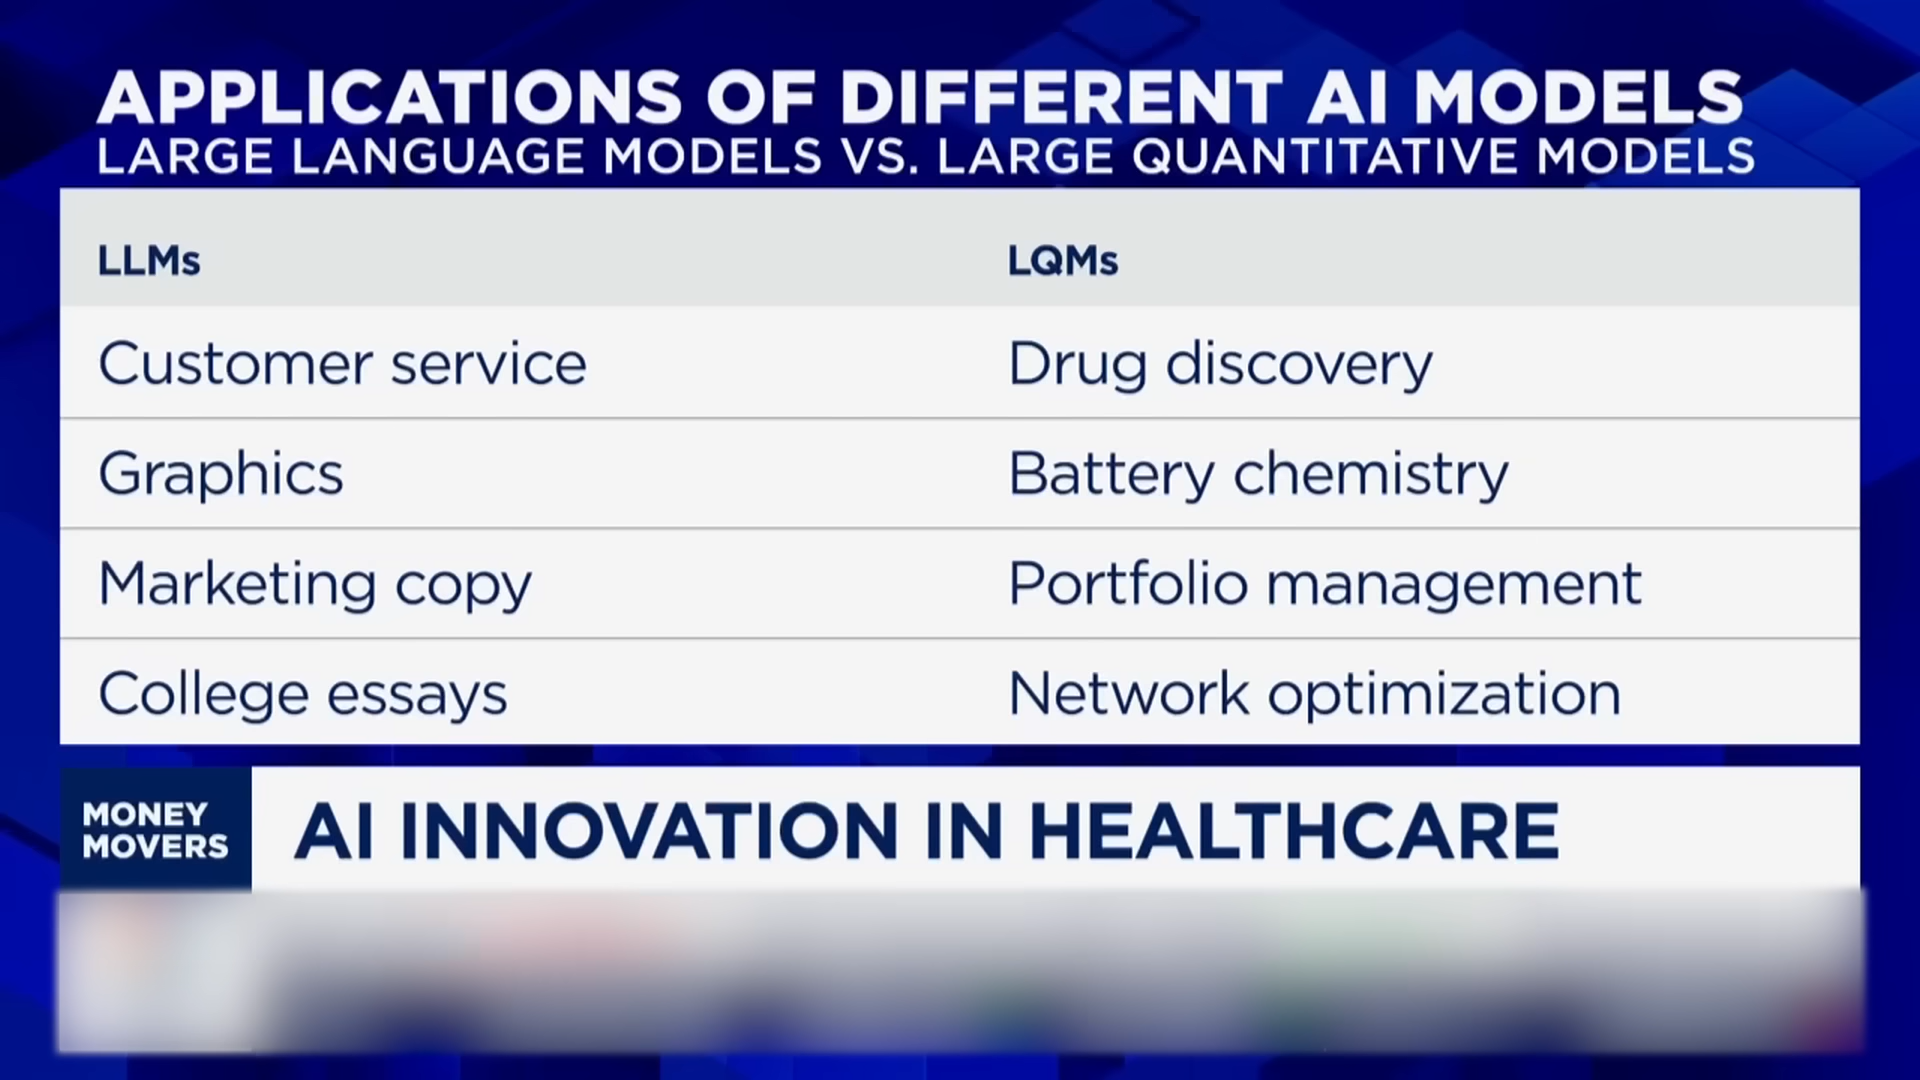 APPLICATIONS OF DIFFERENT AI MODELS
LARGE LANGUAGE MODELS VS. LARGE QUANTITATIVE MODELS
LLMs LQMs
Customer service Drug discovery
Graphics Battery chemistry
Marketing copy Portfolio management
College essays Network optimization
MONEY
MOVERS
AI INNOVATION IN HEALTHCARE